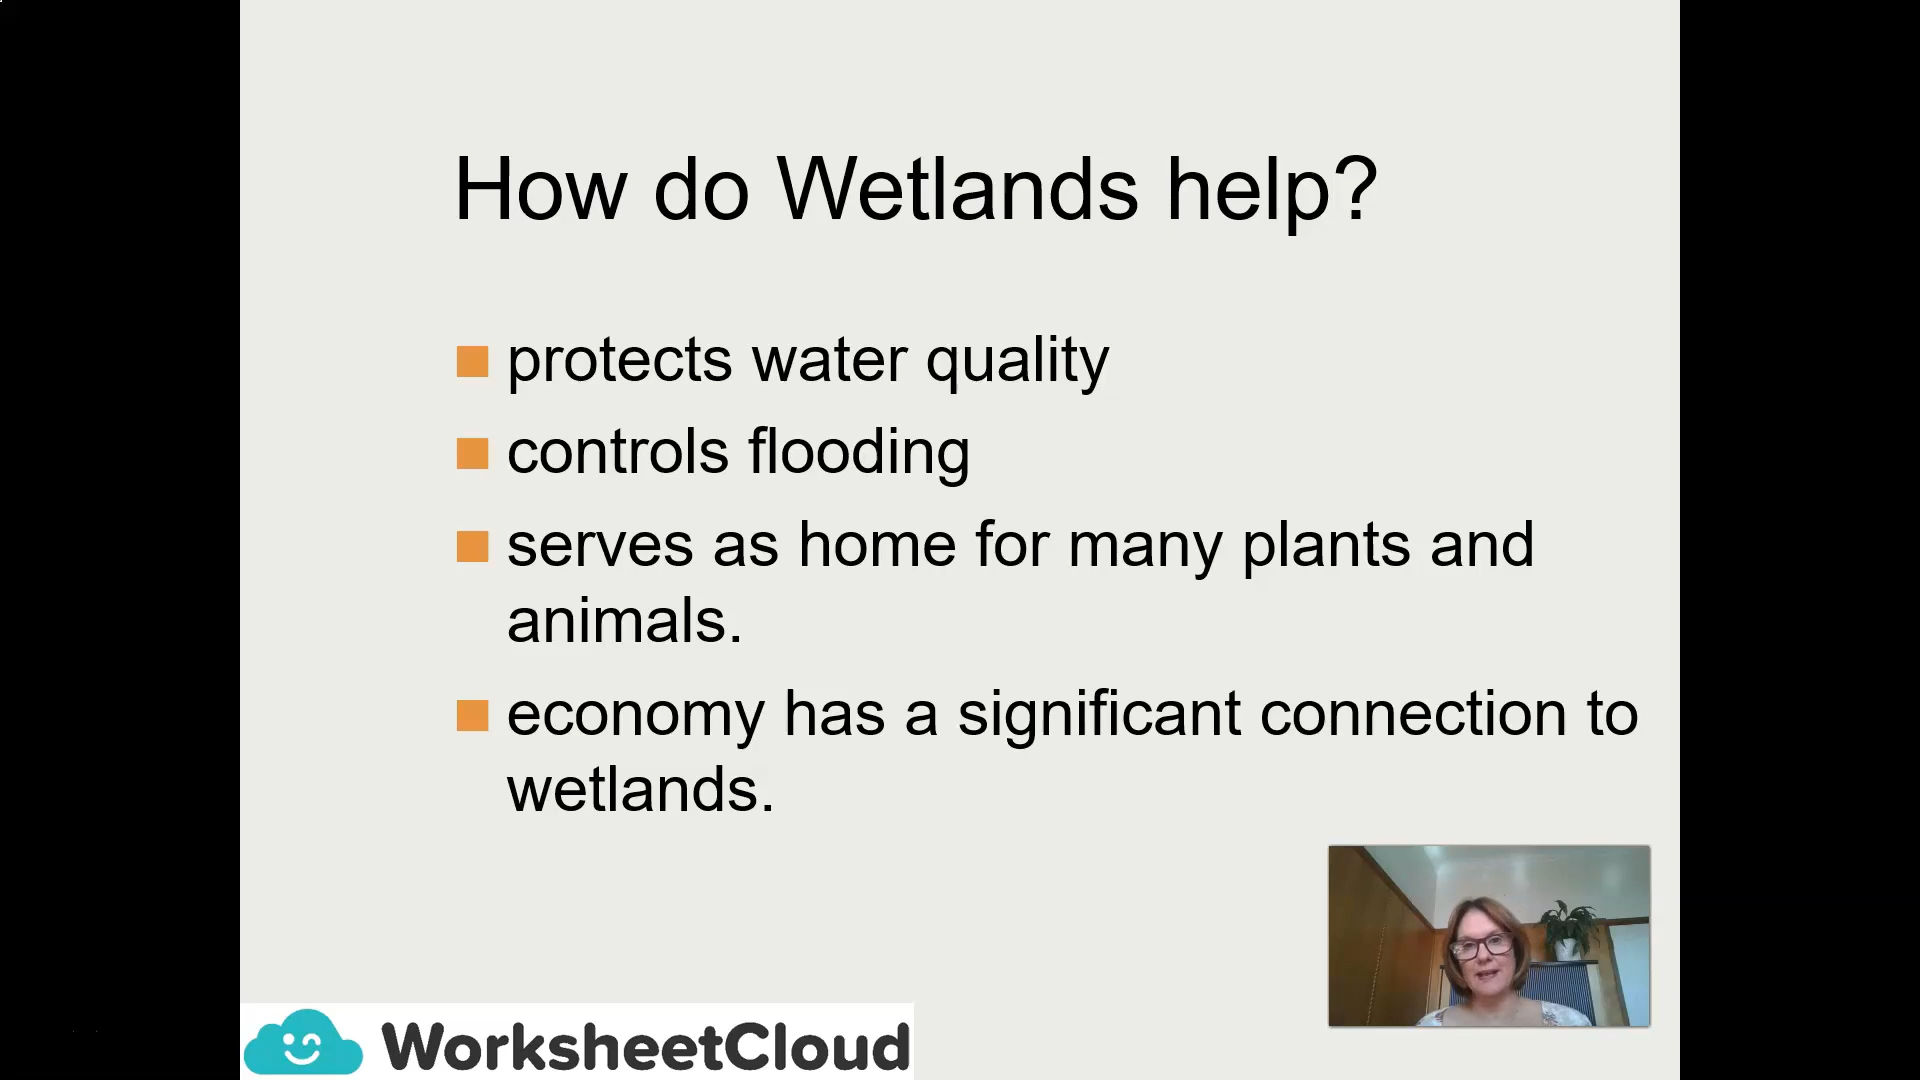 How do Wetlands help?
protects water quality
controls flooding
serves as home for many plants and
animals.
economy has a significant connection to
wetlands.
WorksheetCloud